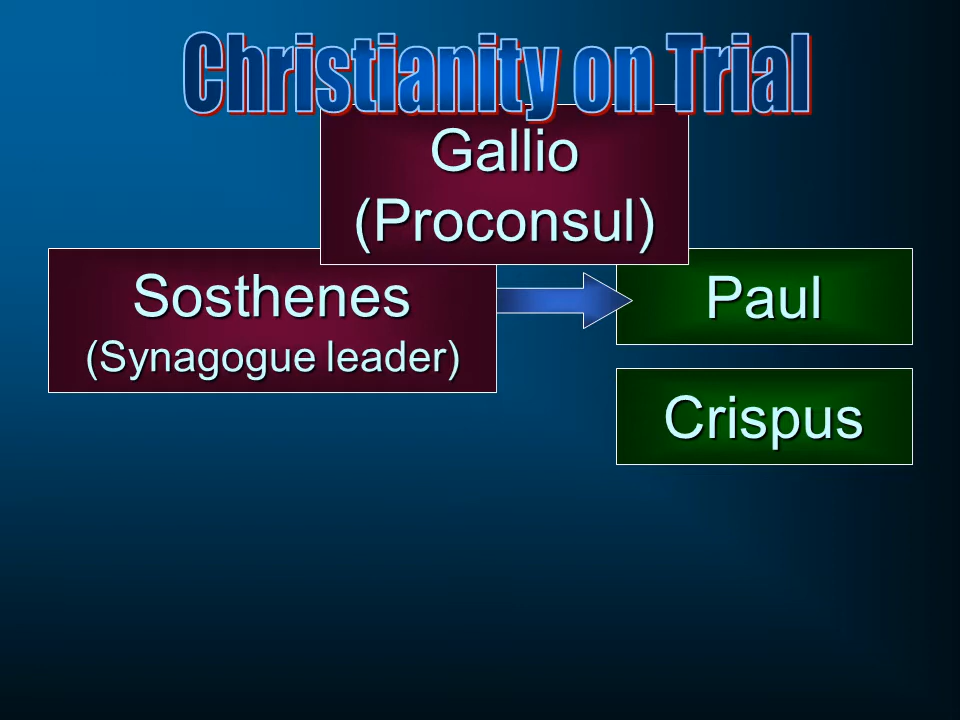 Christianity on Trial
Gallio
(Proconsul)
Sosthenes
(Synagogue leader)
Paul
Crispus